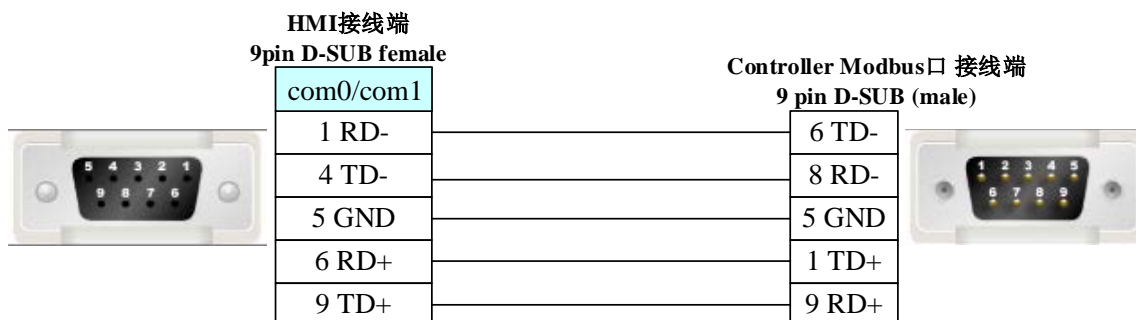 HMI接线端
9pin D-SUB female
Controller Modbus口 接线端
9 pin D-SUB (male)
com0/com1
1 RD-
6 TD-
4 TD-
8 RD-
5 GND
5 GND
6 RD+
1 TD+
9 TD+
9 RD+
5 4 3 2 1
9 8 7 6
1 2 3 4 5
6 7 8 9